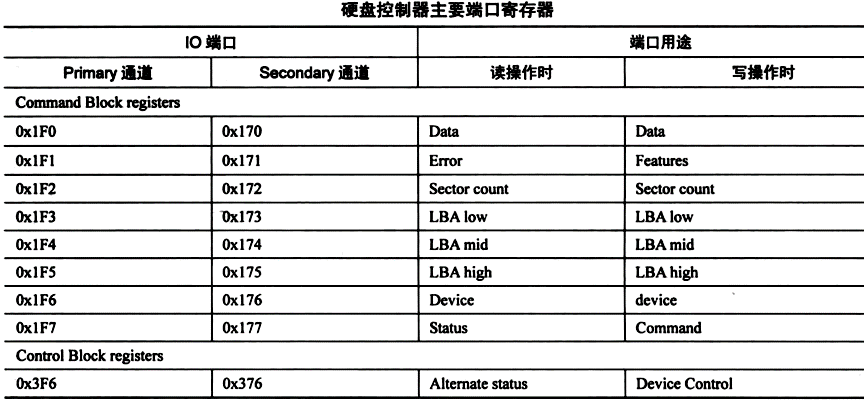 硬盘控制器主要端口寄存器
IO 端口 端口用途
Primary 通道 Secondary 通道 读操作时 写操作时
Command Block registers
0x1F0 0x170 Data Data
0x1F1 0x171 Error Features
0x1F2 0x172 Sector count Sector count
0x1F3 0x173 LBA low LBA low
0x1F4 0x174 LBA mid LBA mid
0x1F5 0x175 LBA high LBA high
0x1F6 0x176 Device device
0x1F7 0x177 Status Command
Control Block registers
0x3F6 0x376 Alternate status Device Control